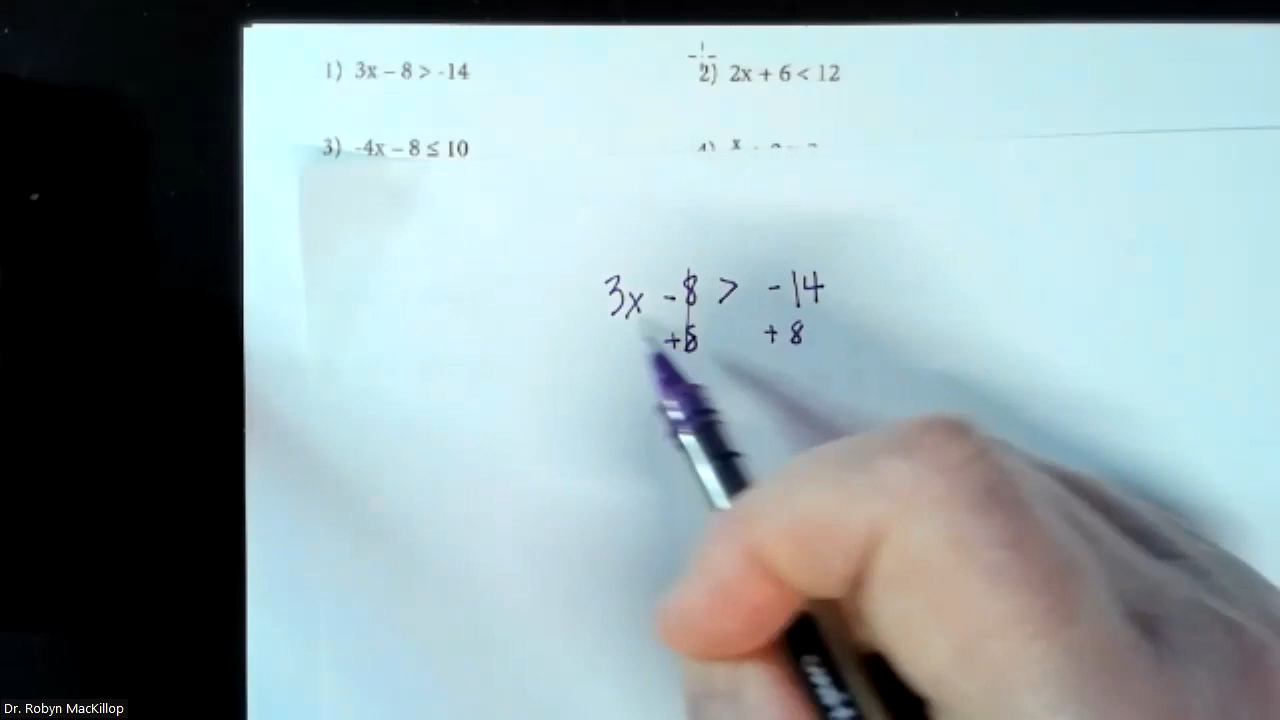 1) 3x – 8 > -14
2) 2x + 6 < 12
3) -4x – 8 ≤ 10
3x - 8 > - 14
+8 + 8
Dr. Robyn MacKillop